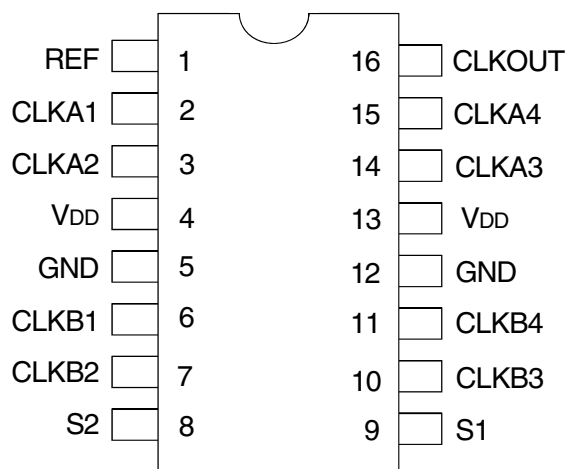 REF 1 16 CLKOUT
CLKA1 2 15 CLKA4
CLKA2 3 14 CLKA3
VDD 4 13 VDD
GND 5 12 GND
CLKB1 6 11 CLKB4
CLKB2 7 10 CLKB3
S2 8 9 S1